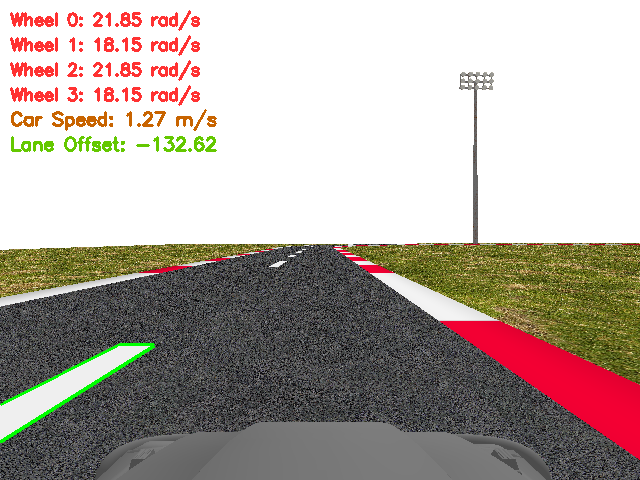 Wheel 0: 21.85 rad/s
Wheel 1: 18.15 rad/s
Wheel 2: 21.85 rad/s
Wheel 3: 18.15 rad/s
Car Speed: 1.27 m/s
Lane Offset: -132.62